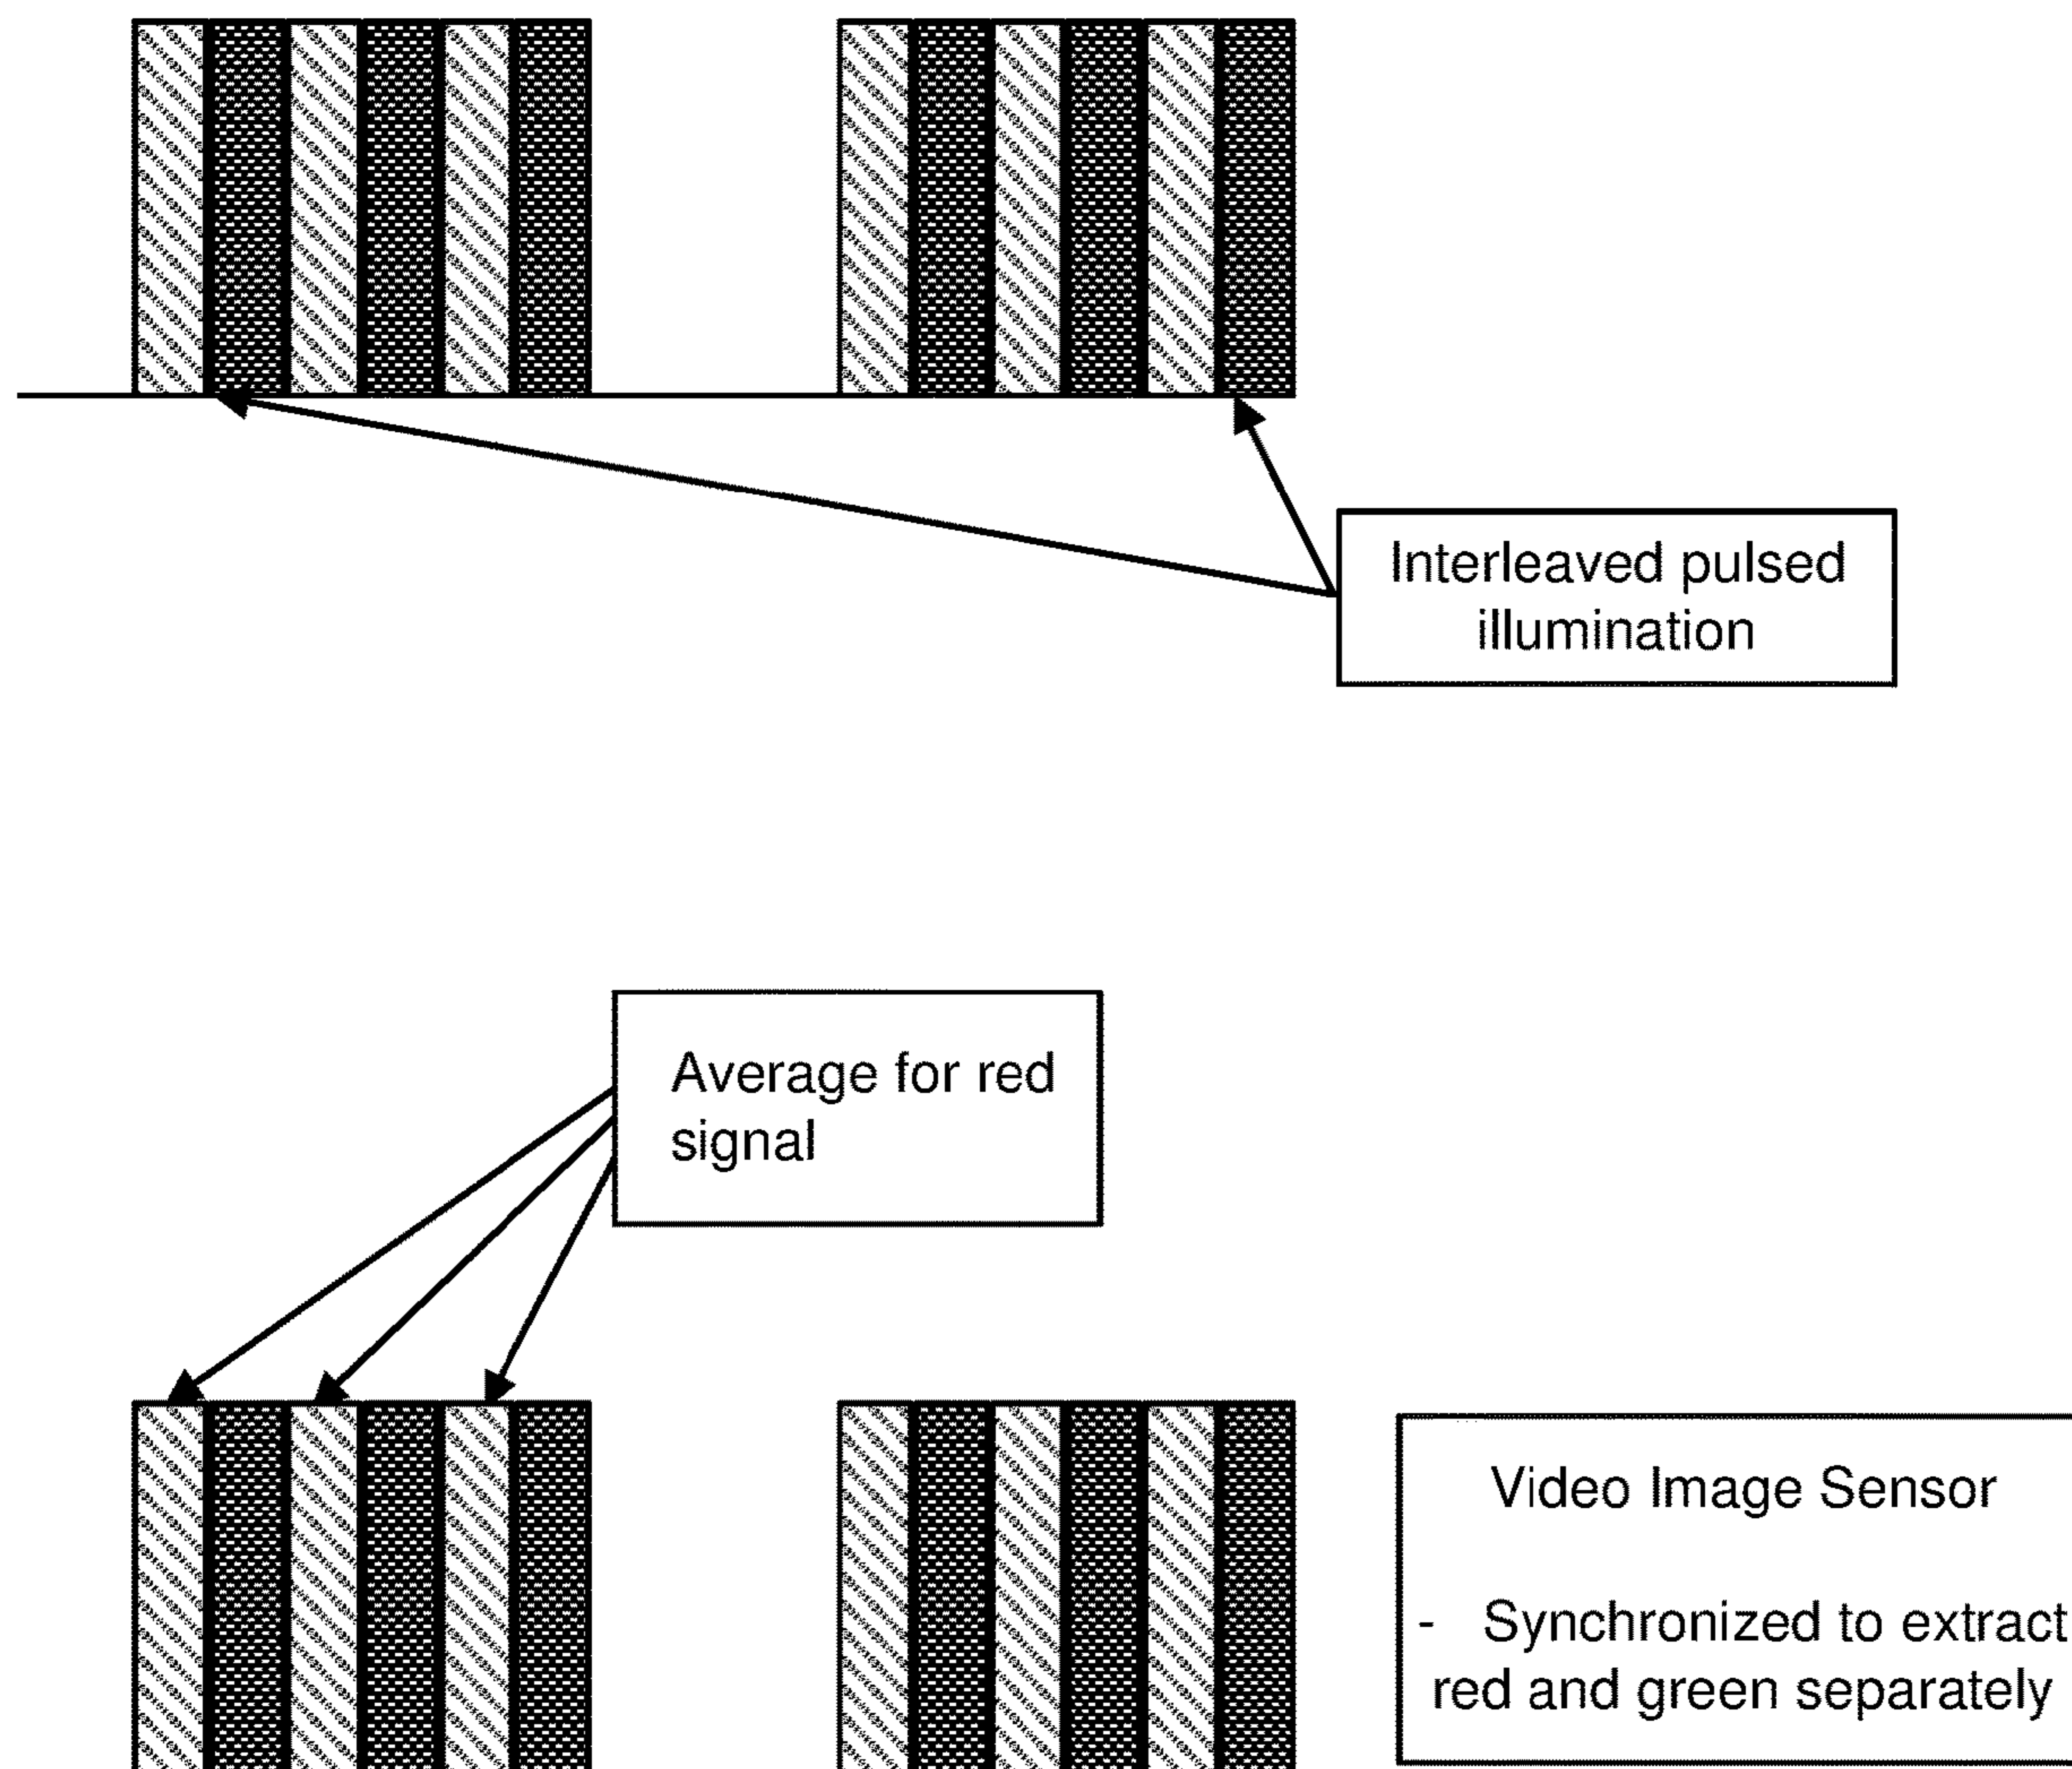 Interleaved pulsed
illumination
Average for red
signal
Video Image Sensor
- Synchronized to extract
red and green separately